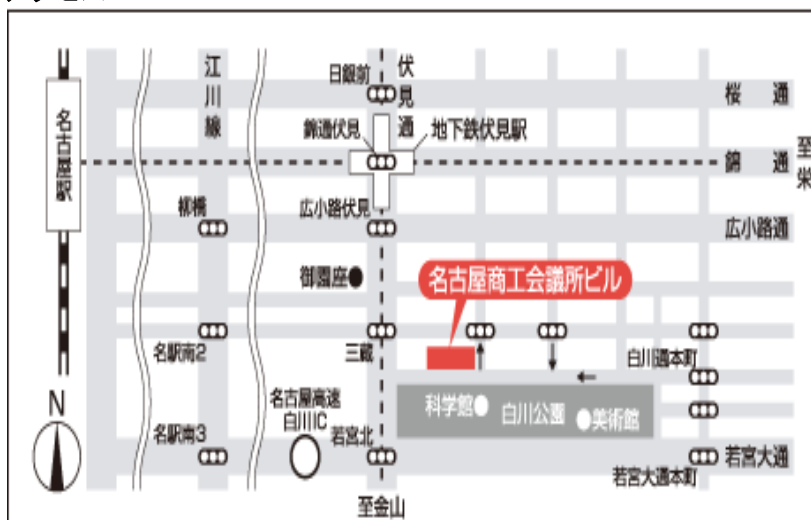 江川線
日銀前
伏見通
桜通
名古屋駅
錦通伏見
地下鉄伏見駅
錦通
至栄
柳橋
広小路伏見
広小路通
御園座
名古屋商工会議所ビル
名駅南2
三蔵
白川通本町
N
名古屋高速
白川IC
科学館
白川公園
美術館
名駅南3
若宮北
若宮大通
若宮大通本町
至金山